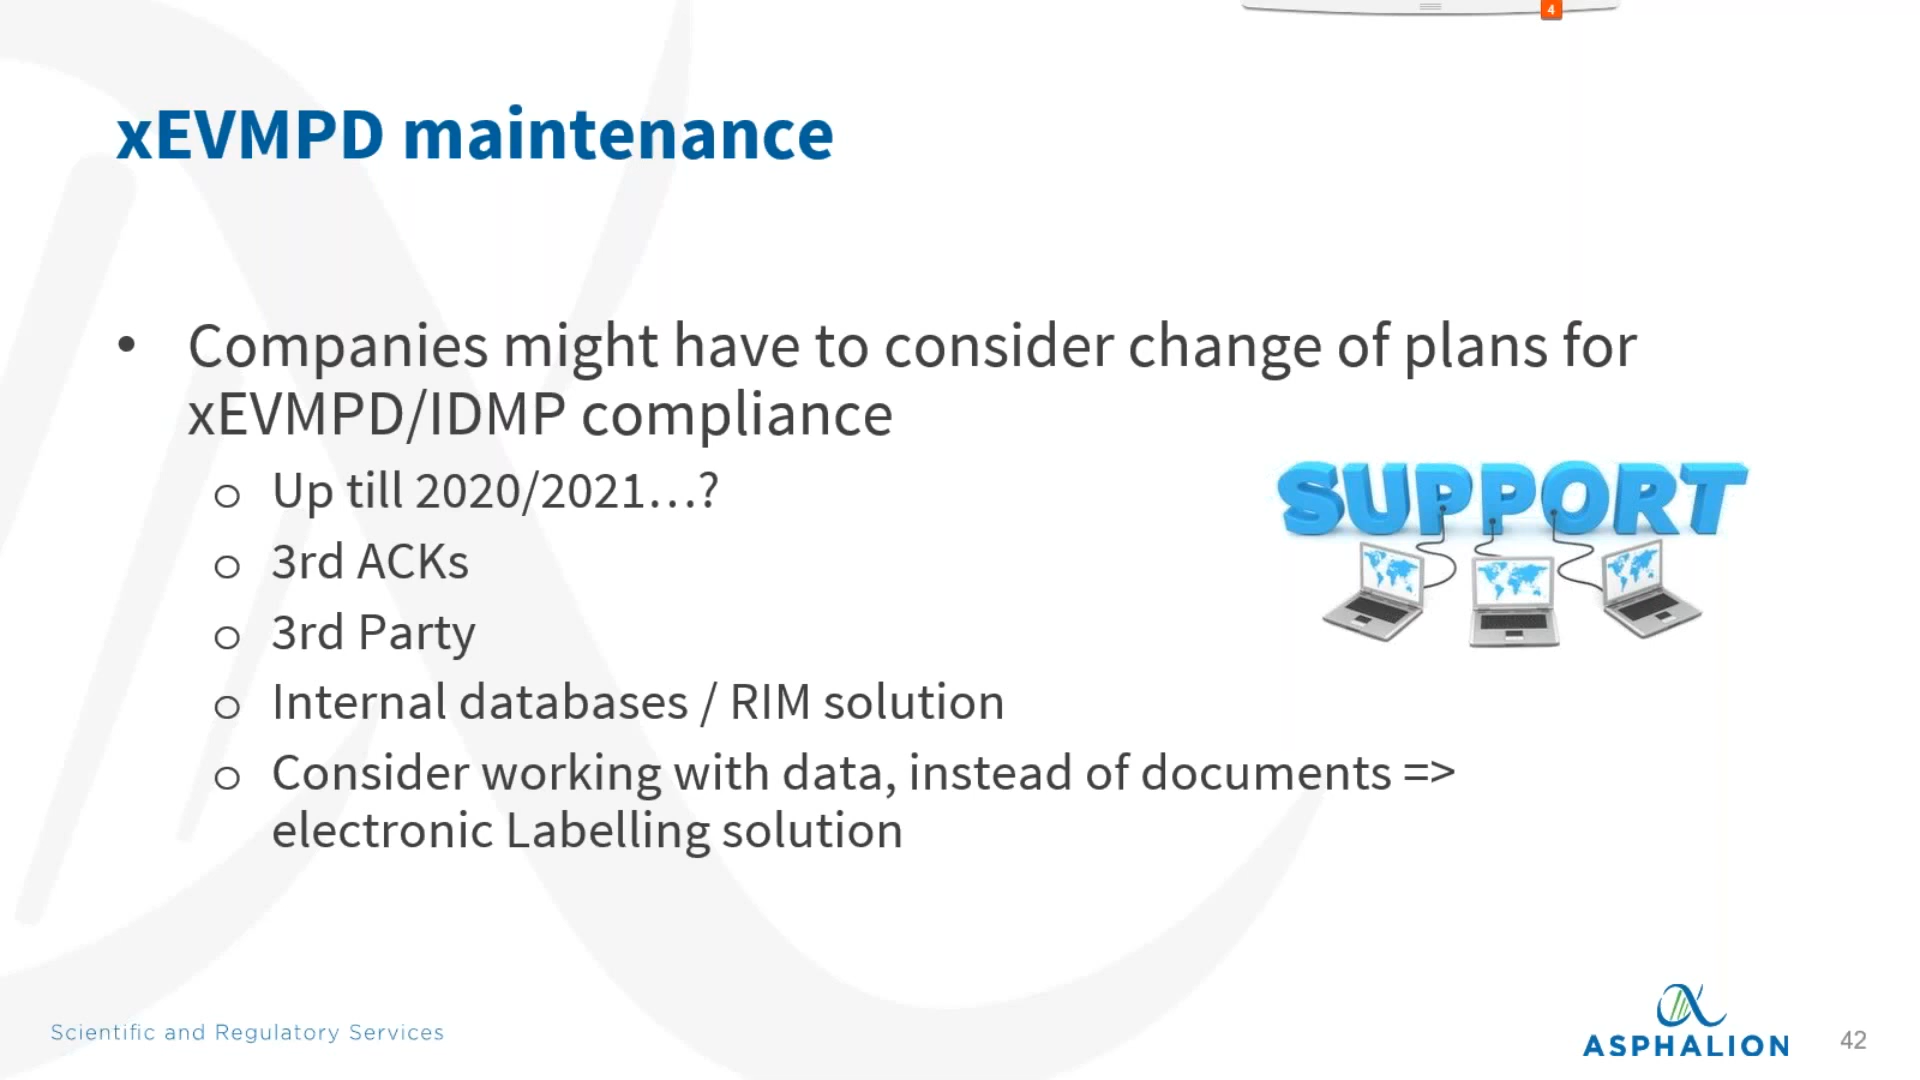 4
xEVMPD maintenance
• Companies might have to consider change of plans for
xEVMPD/IDMP compliance
o Up till 2020/2021...?
o 3rd ACKs
o 3rd Party
o Internal databases / RIM solution
o Consider working with data, instead of documents =>
electronic Labelling solution
SUPPORT
Scientific and Regulatory Services
ASPHALION
42